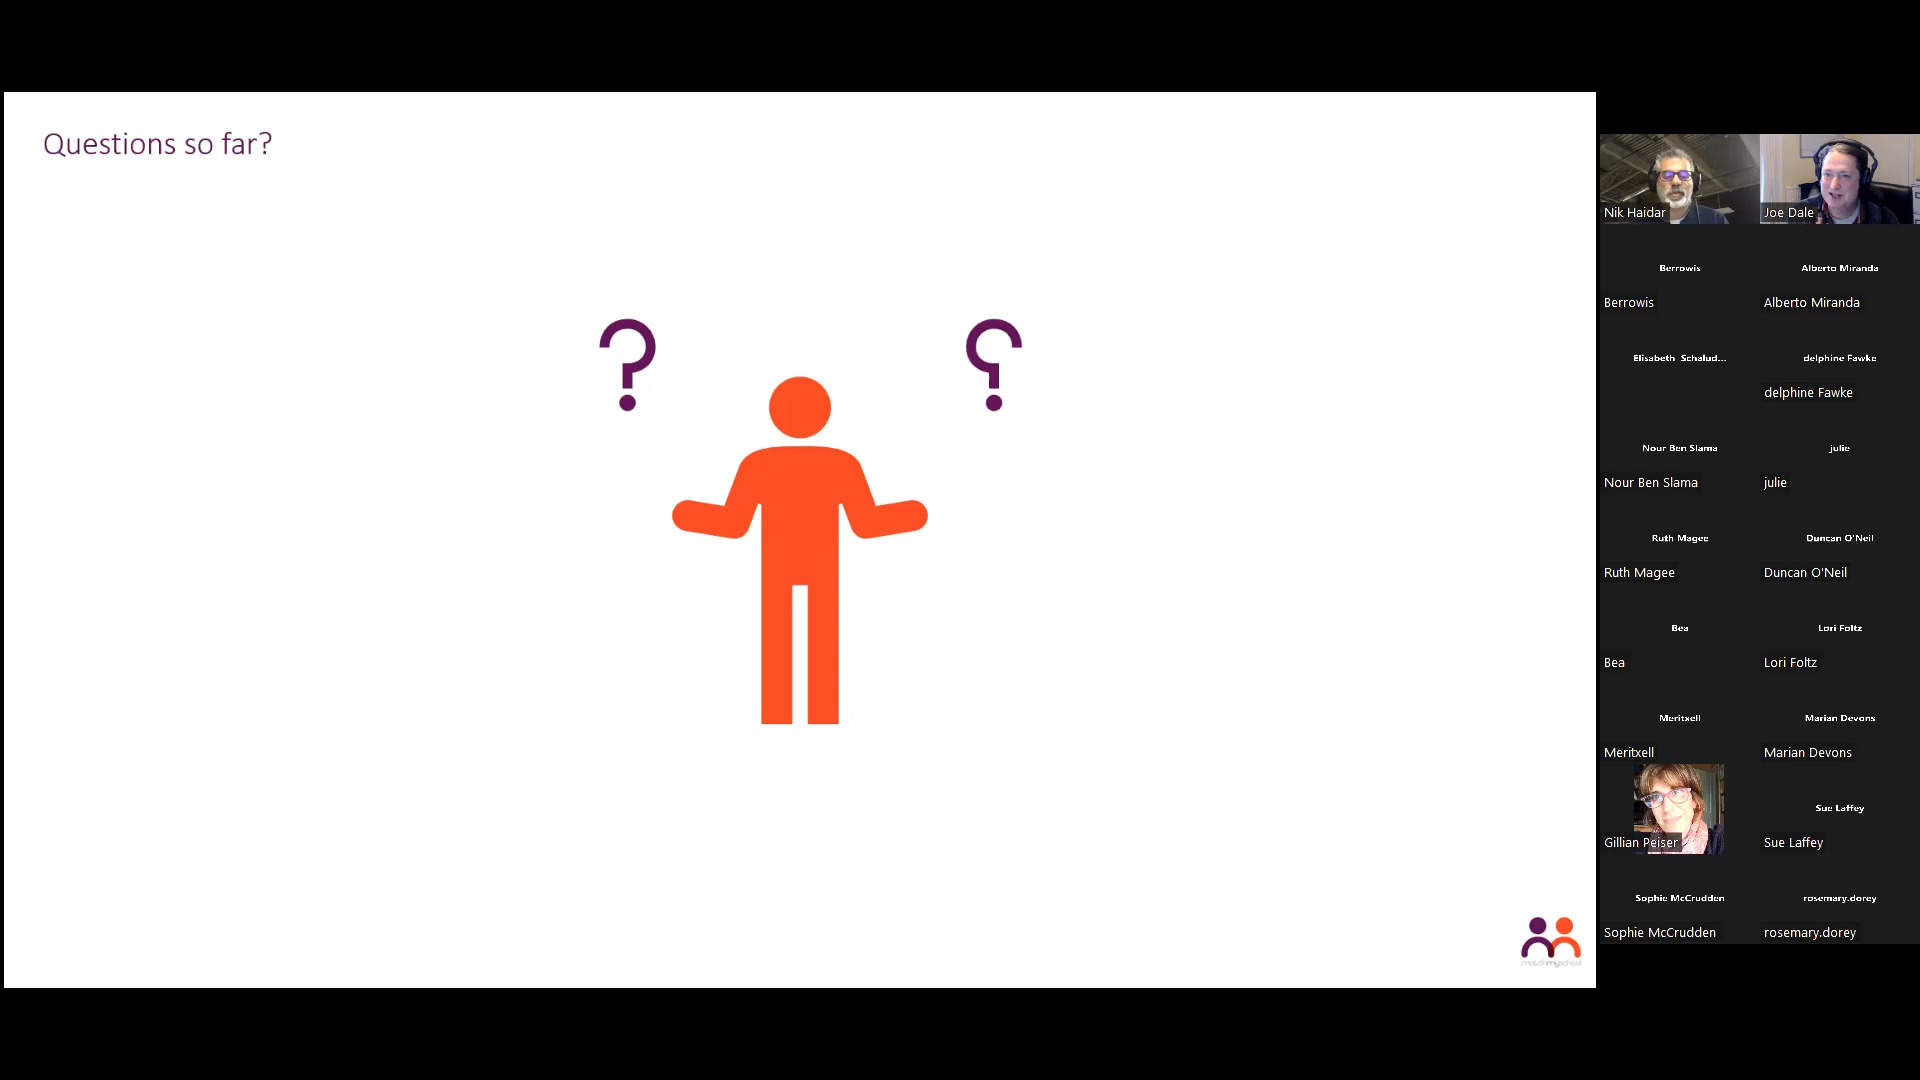 Questions so far?
? ?
matchmyschool
Nik Haidar
Joe Dale
Berrowis
Alberto Miranda
Berrowis
Alberto Miranda
Elisabeth Schalud...
delphine Fawke
delphine Fawke
Nour Ben Slama
julie
Nour Ben Slama
julie
Ruth Magee
Duncan O'Neil
Ruth Magee
Duncan O'Neil
Bea
Lori Foltz
Bea
Lori Foltz
Meritxell
Marian Devons
Meritxell
Marian Devons
Gillian Peiser
Sue Laffey
Sue Laffey
Sophie McCrudden
rosemary.dorey
Sophie McCrudden
rosemary.dorey